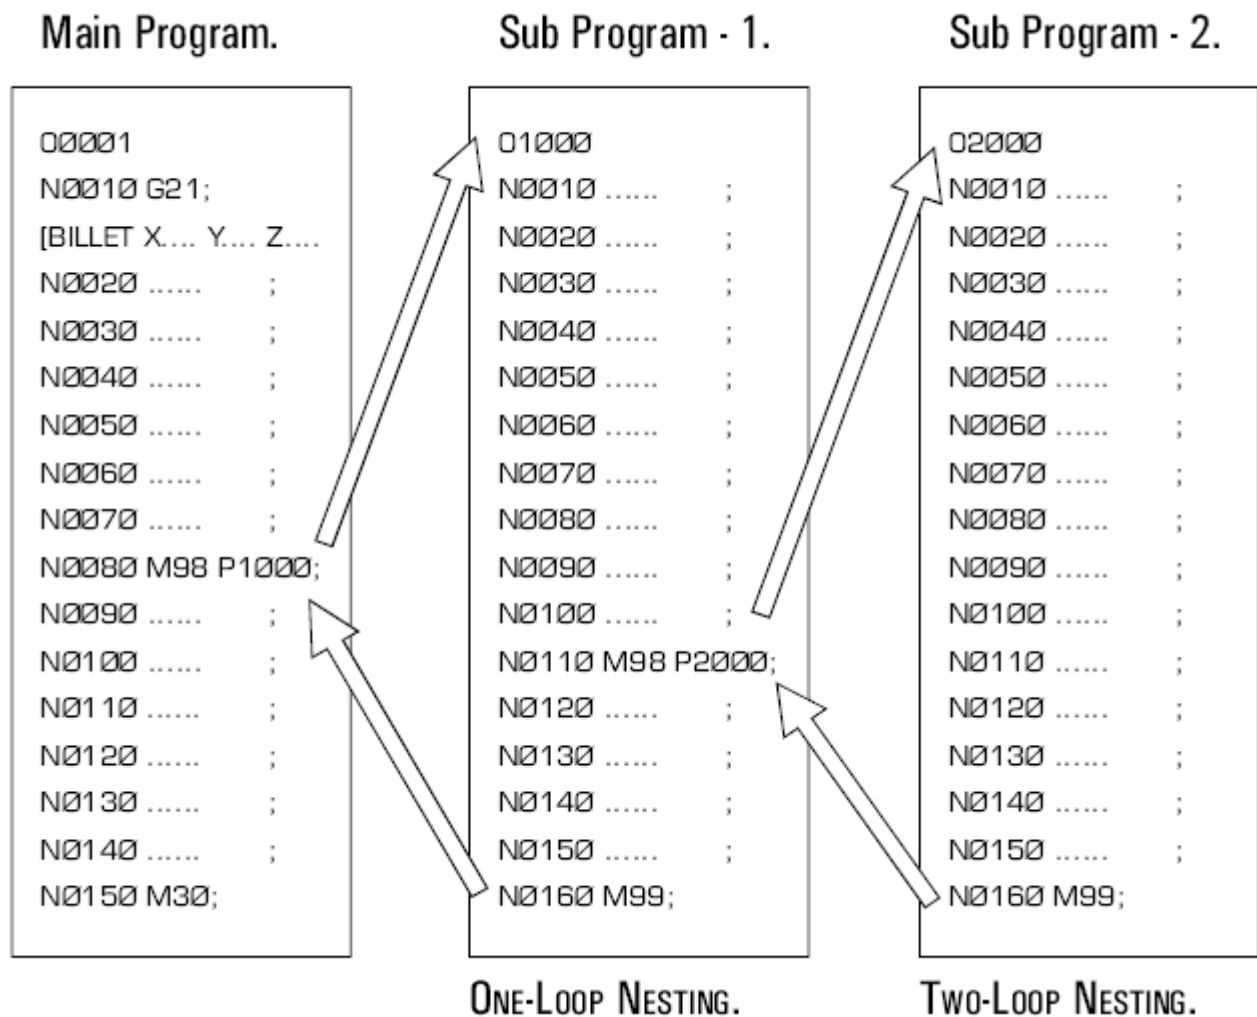 Main Program.
O0001
N0010 G21;
[BILLET X.... Y.... Z....
N0020 ...... ;
N0030 ...... ;
N0040 ...... ;
N0050 ...... ;
N0060 ...... ;
N0070 ...... ;
N0080 M98 P1000;
N0090 ...... ;
N0100 ...... ;
N0110 ...... ;
N0120 ...... ;
N0130 ...... ;
N0140 ...... ;
N0150 M30;
Sub Program - 1.
O1000
N0010 ...... ;
N0020 ...... ;
N0030 ...... ;
N0040 ...... ;
N0050 ...... ;
N0060 ...... ;
N0070 ...... ;
N0080 ...... ;
N0090 ...... ;
N0100 ...... ;
N0110 M98 P2000;
N0120 ...... ;
N0130 ...... ;
N0140 ...... ;
N0150 ...... ;
N0160 M99;
One-Loop Nesting.
Sub Program - 2.
O2000
N0010 ...... ;
N0020 ...... ;
N0030 ...... ;
N0040 ...... ;
N0050 ...... ;
N0060 ...... ;
N0070 ...... ;
N0080 ...... ;
N0090 ...... ;
N0100 ...... ;
N0110 ...... ;
N0120 ...... ;
N0130 ...... ;
N0140 ...... ;
N0150 ...... ;
N0160 M99;
Two-Loop Nesting.